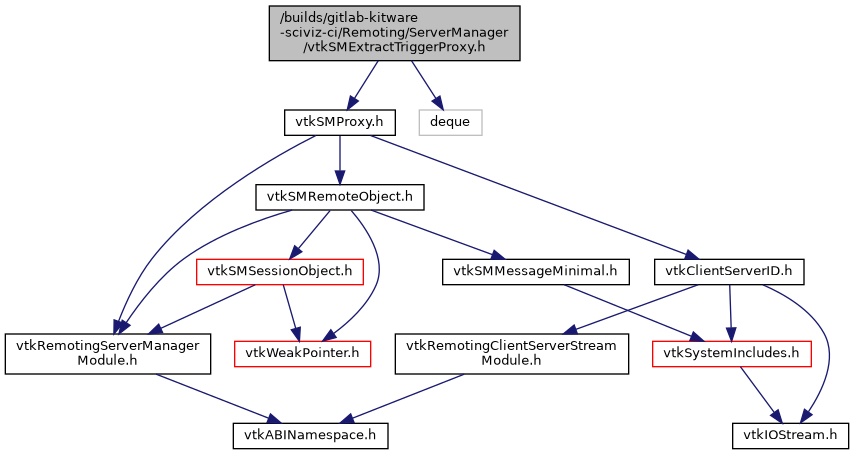 /builds/gitlab-kitware
-sciviz-ci/Remoting/ServerManager
/vtkSMExtractTriggerProxy.h
vtkSMProxy.h
deque
vtkSMRemoteObject.h
vtkSMSessionObject.h
vtkSMMessageMinimal.h
vtkClientServerID.h
vtkRemotingServerManager
Module.h
vtkWeakPointer.h
vtkRemotingClientServerStream
Module.h
vtkSystemIncludes.h
vtkABINamespace.h
vtkIOStream.h